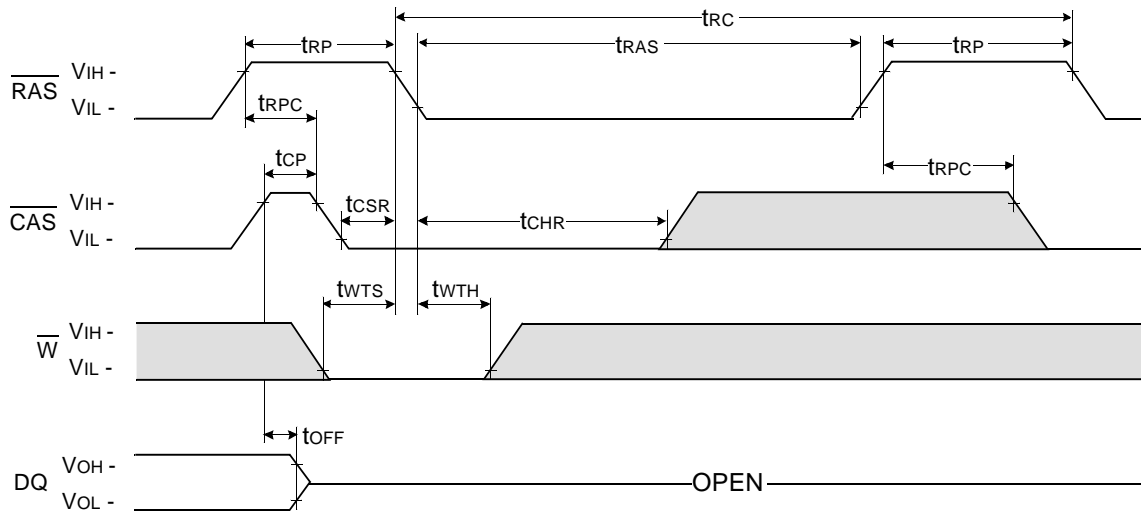 tRC
tRP
tRAS
tRP
RAS
VIH -
VIL -
tRPC
tCP
tRPC
CAS
VIH -
VIL -
tCSR
tCHR
tWTS
tWTH
W
VIH -
VIL -
tOFF
DQ
VOH -
VOL -
OPEN